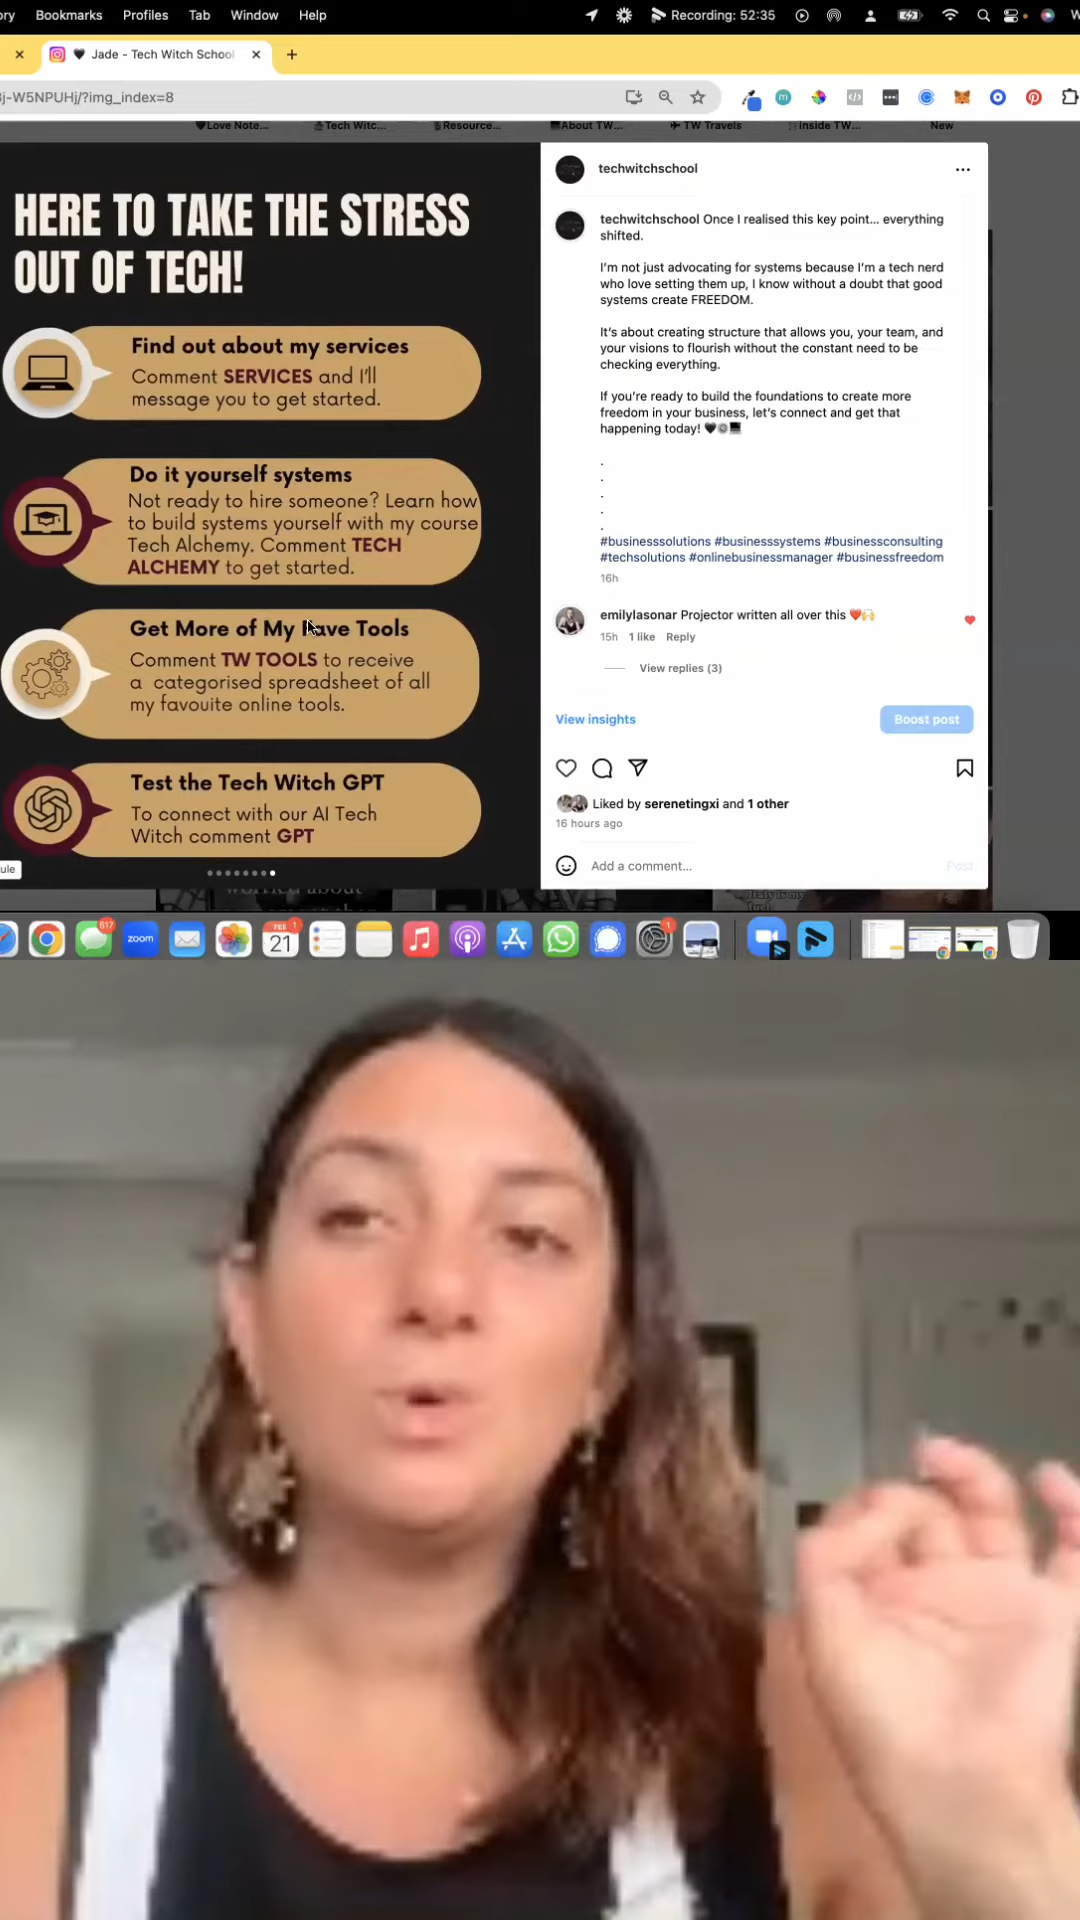 ory Bookmarks Profiles Tab Window Help Recording: 52:35 W
Jade - Tech Witch School
Bj-W5NPUHj/?img_index=8
Love Note... Tech Witc... Resource... About TW... TW Travels Inside TW... New
HERE TO TAKE THE STRESS
OUT OF TECH!
Find out about my services
Comment SERVICES and I'll
message you to get started.
Do it yourself systems
Not ready to hire someone? Learn how
to build systems yourself with my course
Tech Alchemy. Comment TECH
ALCHEMY to get started.
Get More of My Fave Tools
Comment TW TOOLS to receive
a categorised spreadsheet of all
my favouite online tools.
Test the Tech Witch GPT
To connect with our AI Tech
Witch comment GPT
ule
techwitchschool
techwitchschool Once I realised this key point... everything
shifted.
I'm not just advocating for systems because I'm a tech nerd
who love setting them up, I know without a doubt that good
systems create FREEDOM.
It's about creating structure that allows you, your team, and
your visions to flourish without the constant need to be
checking everything.
If you're ready to build the foundations to create more
freedom in your business, let's connect and get that
happening today! 🖤
.
.
.
.
.
#businesssolutions #businesssystems #businessconsulting
#techsolutions #onlinebusinessmanager #businessfreedom
16h
emilylasonar Projector written all over this ❤️🙌
15h 1 like Reply
View replies (3)
View insights
Boost post
Liked by serenetingxi and 1 other
16 hours ago
Add a comment...
Post
worried about
617
zoom
FEB 1
21
1